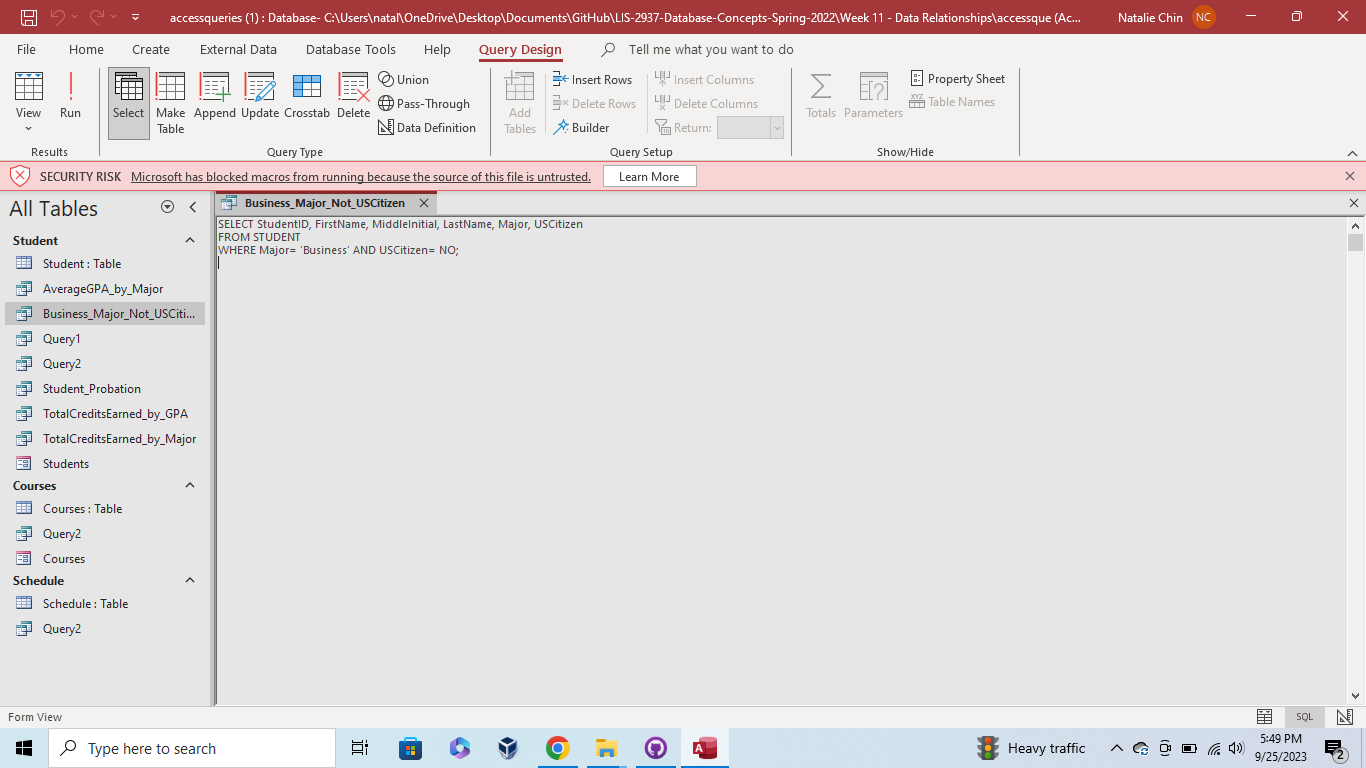 accessqueries (1) : Database- C:\Users\natal\OneDrive\Desktop\Documents\GitHub\LIS-2937-Database-Concepts-Spring-2022\Week 11 - Data Relationships\accessque (Ac...
Natalie Chin
NC
File Home Create External Data Database Tools Help Query Design Tell me what you want to do
View
Run
Results
Select
Make Table
Append
Update
Crosstab
Delete
Union
Pass-Through
Data Definition
Query Type
Add Tables
Insert Rows
Delete Rows
Builder
Insert Columns
Delete Columns
Return:
Query Setup
Totals
Parameters
Property Sheet
Table Names
Show/Hide
SECURITY RISK Microsoft has blocked macros from running because the source of this file is untrusted. Learn More
All Tables
Student
Student : Table
AverageGPA_by_Major
Business_Major_Not_USCiti...
Query1
Query2
Student_Probation
TotalCreditsEarned_by_GPA
TotalCreditsEarned_by_Major
Students
Courses
Courses : Table
Query2
Courses
Schedule
Schedule : Table
Query2
Business_Major_Not_USCitizen
SELECT StudentID, FirstName, MiddleInitial, LastName, Major, USCitizen
FROM STUDENT
WHERE Major= 'Business' AND USCitizen= NO;
Form View
SQL
Type here to search
Heavy traffic
5:49 PM
9/25/2023
2